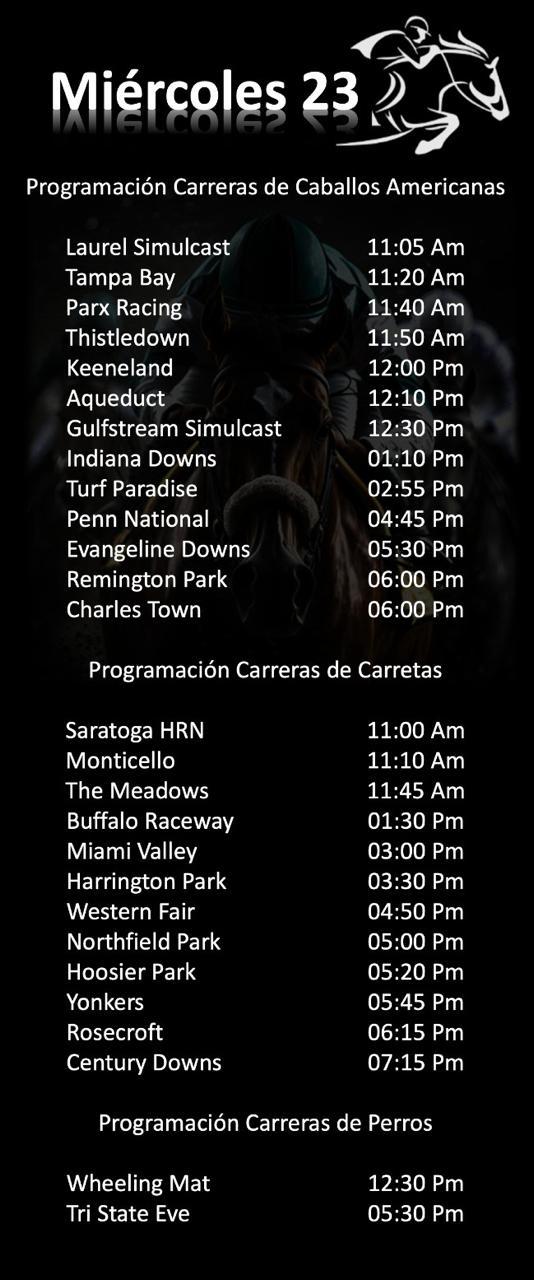 Miércoles 23
Programación Carreras de Caballos Americanas
Laurel Simulcast 11:05 Am
Tampa Bay 11:20 Am
Parx Racing 11:40 Am
Thistledown 11:50 Am
Keeneland 12:00 Pm
Aqueduct 12:10 Pm
Gulfstream Simulcast 12:30 Pm
Indiana Downs 01:10 Pm
Turf Paradise 02:55 Pm
Penn National 04:45 Pm
Evangeline Downs 05:30 Pm
Remington Park 06:00 Pm
Charles Town 06:00 Pm
Programación Carreras de Carretas
Saratoga HRN 11:00 Am
Monticello 11:10 Am
The Meadows 11:45 Am
Buffalo Raceway 01:30 Pm
Miami Valley 03:00 Pm
Harrington Park 03:30 Pm
Western Fair 04:50 Pm
Northfield Park 05:00 Pm
Hoosier Park 05:20 Pm
Yonkers 05:45 Pm
Rosecroft 06:15 Pm
Century Downs 07:15 Pm
Programación Carreras de Perros
Wheeling Mat 12:30 Pm
Tri State Eve 05:30 Pm